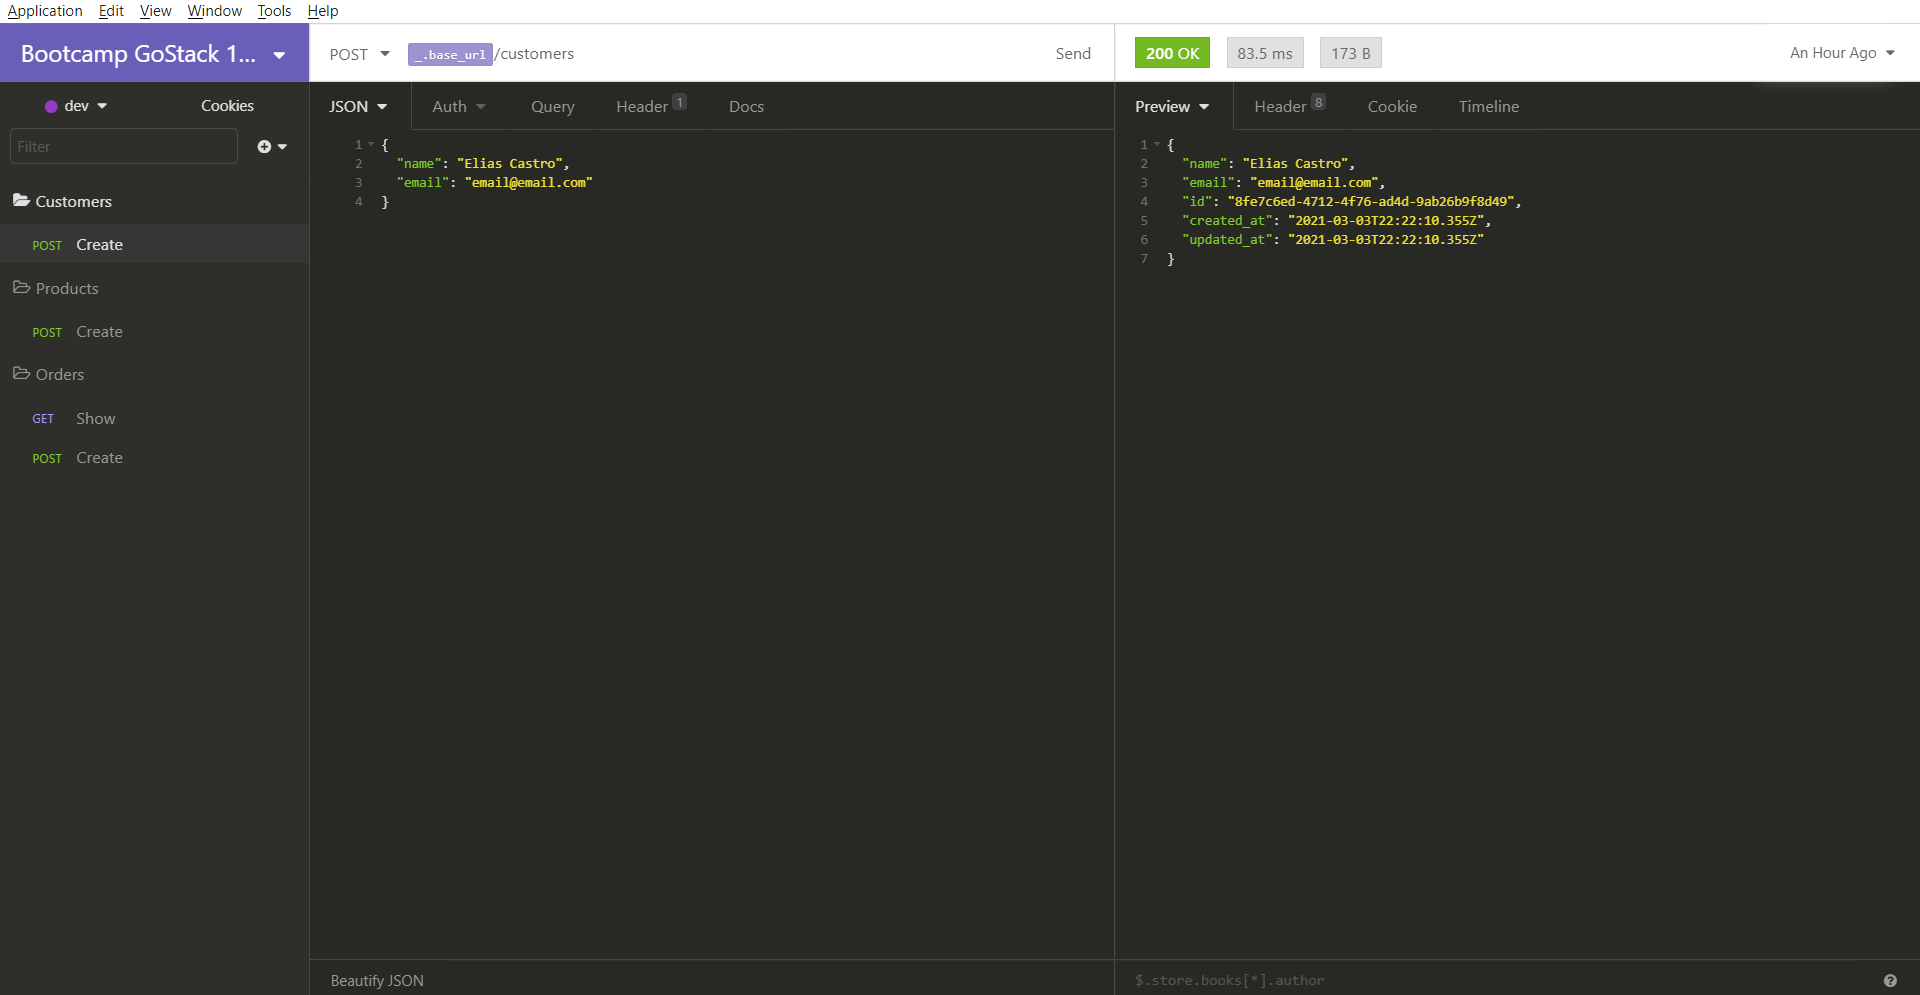 Application Edit View Window Tools Help
Bootcamp GoStack 1...
POST _.base_url/customers Send
200 OK 83.5 ms 173 B An Hour Ago
dev Cookies
Filter
Customers
POST Create
Products
POST Create
Orders
GET Show
POST Create
JSON Auth Query Header 1 Docs
1 {
2 "name": "Elias Castro",
3 "email": "email@email.com"
4 }
Beautify JSON
Preview Header 8 Cookie Timeline
1 {
2 "name": "Elias Castro",
3 "email": "email@email.com",
4 "id": "8fe7c6ed-4712-4f76-ad4d-9ab26b9f8d49",
5 "created_at": "2021-03-03T22:22:10.355Z",
6 "updated_at": "2021-03-03T22:22:10.355Z"
7 }
$.store.books[*].author